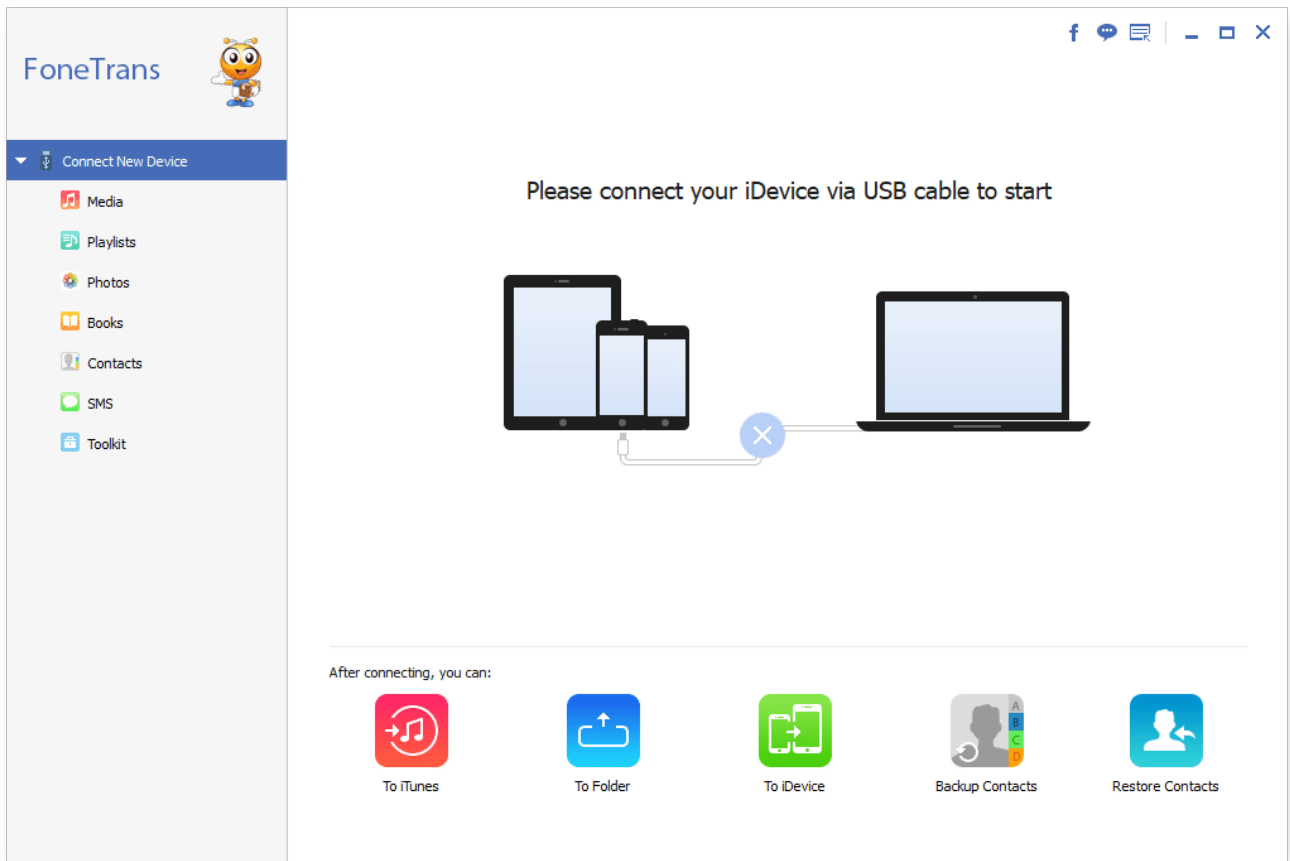 FoneTrans
Connect New Device
Media
Playlists
Photos
Books
Contacts
SMS
Toolkit
f
Please connect your iDevice via USB cable to start
After connecting, you can:
A
B
C
D
To iTunes
To Folder
To iDevice
Backup Contacts
Restore Contacts